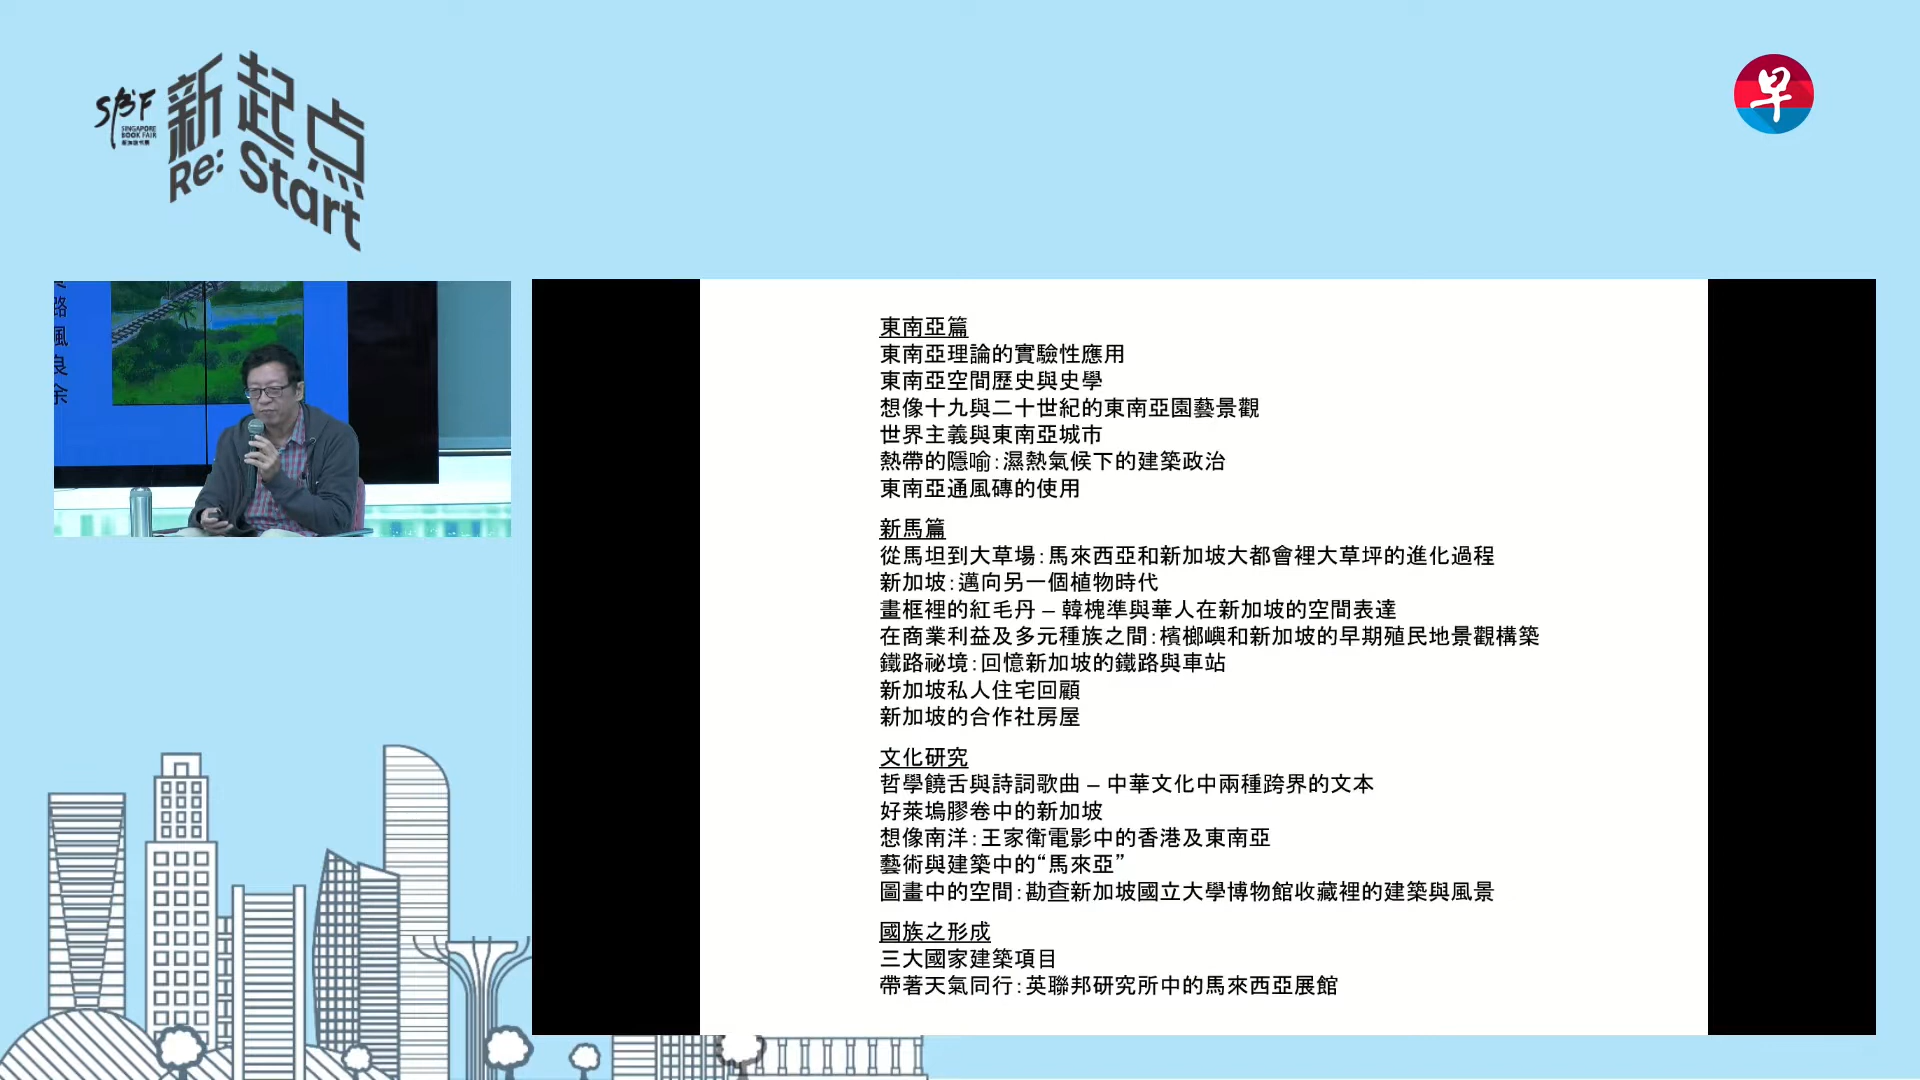 SBF
SINGAPORE
BOOK FAIR
新加坡书展
新起点
Re: Start
早
路
風
良
余
東南亞篇
東南亞理論的實驗性應用
東南亞空間歷史與史學
想像十九與二十世紀的東南亞園藝景觀
世界主義與東南亞城市
熱帶的隱喻:濕熱氣候下的建築政治
東南亞通風磚的使用
新馬篇
從馬坦到大草場:馬來西亞和新加坡大都會裡大草坪的進化過程
新加坡:邁向另一個植物時代
畫框裡的紅毛丹 – 韓槐準與華人在新加坡的空間表達
在商業利益及多元種族之間:檳榔嶼和新加坡的早期殖民地景觀構築
鐵路祕境:回憶新加坡的鐵路與車站
新加坡私人住宅回顧
新加坡的合作社房屋
文化研究
哲學饒舌與詩詞歌曲 – 中華文化中兩種跨界的文本
好萊塢膠卷中的新加坡
想像南洋:王家衛電影中的香港及東南亞
藝術與建築中的“馬來亞”
圖畫中的空間:勘查新加坡國立大學博物館收藏裡的建築與風景
國族之形成
三大國家建築項目
帶著天氣同行:英聯邦研究所中的馬來西亞展館